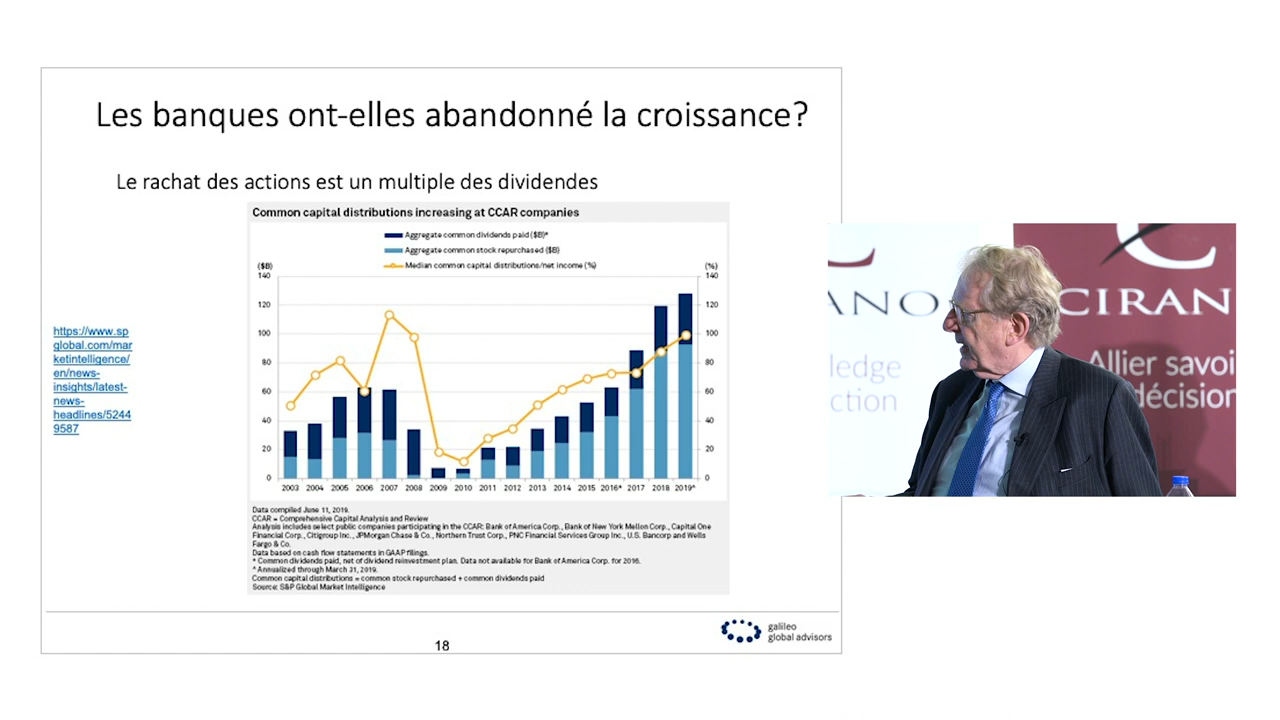 Les banques ont-elles abandonné la croissance?
Le rachat des actions est un multiple des dividendes
https://www.sp
global.com/mar
ketintelligence/
en/news-
insights/latest-
news-
headlines/5244
9587
Common capital distributions increasing at CCAR companies
Aggregate common dividends paid ($B)*
Aggregate common stock repurchased ($B)
Median common capital distributions/net income (%)
($B) (%)
140 140
120 120
100 100
80 80
60 60
40 40
20 20
0 0
2003 2004 2005 2006 2007 2008 2009 2010 2011 2012 2013 2014 2015 2016* 2017 2018 2019^
Data compiled June 11, 2019.
CCAR = Comprehensive Capital Analysis and Review
Analysis includes select public companies participating in the CCAR: Bank of America Corp., Bank of New York Mellon Corp., Capital One
Financial Corp., Citigroup Inc., JPMorgan Chase & Co., Northern Trust Corp., PNC Financial Services Group Inc., U.S. Bancorp and Wells
Fargo & Co.
Data based on cash flow statements in GAAP filings.
* Common dividends paid, net of dividend reinvestment plan. Data not available for Bank of America Corp. for 2016.
^ Annualized through March 31, 2019.
Common capital distributions = common stock repurchased + common dividends paid
Source: S&P Global Market Intelligence
18
galileo
global advisors
ANO
ledge
ction
CIRAN
Allier savoi
décision